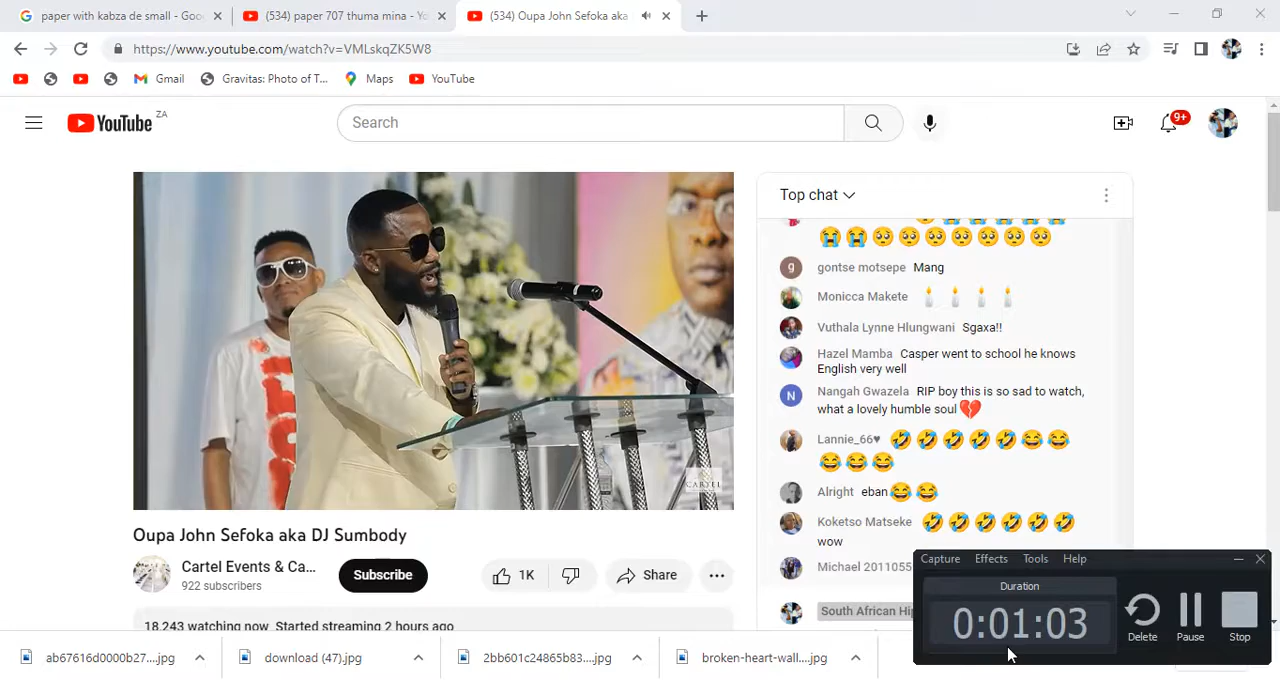 paper with kabza de small - Goo
(534) paper 707 thuma mina - Yo
(534) Oupa John Sefoka aka
https://www.youtube.com/watch?v=VMLskqZK5W8
Gmail
Gravitas: Photo of T...
Maps
YouTube
YouTube ZA
Search
9+
Top chat
g gontse motsepe Mang
Monicca Makete
Vuthala Lynne Hlungwani Sgaxa!!
Hazel Mamba Casper went to school he knows
English very well
N Nangah Gwazela RIP boy this is so sad to watch,
what a lovely humble soul
Lannie_66♥
Alright eban
Koketso Matseke
wow
Michael 2011055
South African Hi
CARTEL
Oupa John Sefoka aka DJ Sumbody
Cartel Events & Ca...
922 subscribers
Subscribe
1K
Share
18,243 watching now Started streaming 2 hours ago
Capture Effects Tools Help
Duration
0:01:03
Delete
Pause
Stop
ab67616d0000b27....jpg
download (47).jpg
2bb601c24865b83....jpg
broken-heart-wall....jpg